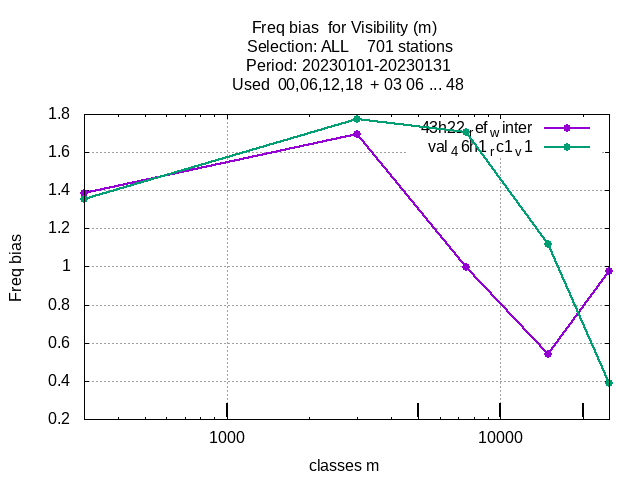 Freq bias  for Visibility (m)
Selection: ALL    701 stations
Period: 20230101-20230131
Used  00,06,12,18  + 03 06 ... 48
1.8
1.6
1.4
1.2
1
0.8
0.6
0.4
0.2
Freq bias
43h22_ref_winter
val_46h1_rc1_v1
1000
10000
classes m